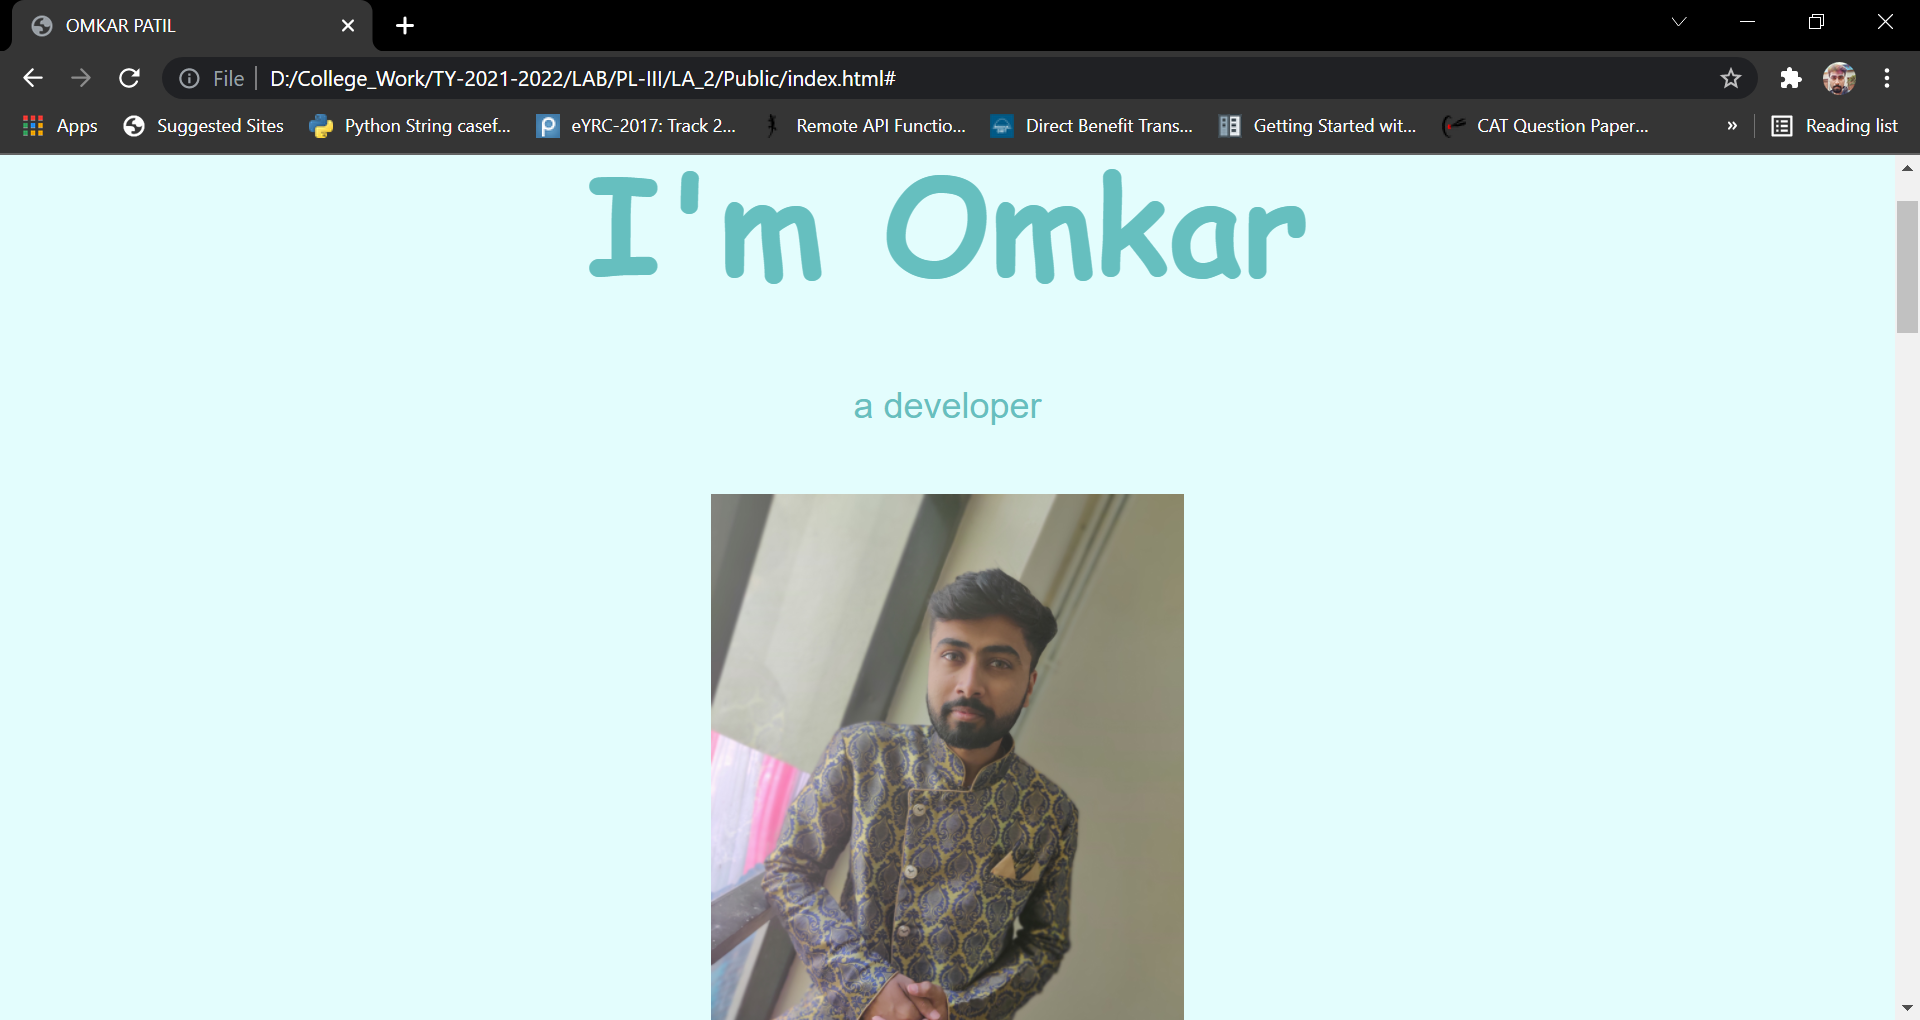 OMKAR PATIL
File D:/College_Work/TY-2021-2022/LAB/PL-III/LA_2/Public/index.html#
Apps Suggested Sites Python String casef... eYRC-2017: Track 2... Remote API Functio... Direct Benefit Trans... Getting Started wit... CAT Question Paper... » Reading list
I'm Omkar
a developer